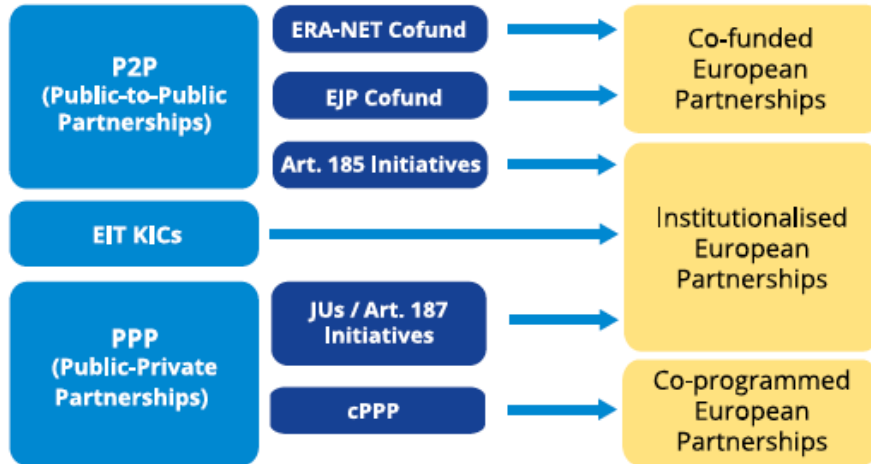 P2P
(Public-to-Public
Partnerships)
ERA-NET Cofund
EJP Cofund
Art. 185 Initiatives
Co-funded
European
Partnerships
EIT KICs
Institutionalised
European
Partnerships
PPP
(Public-Private
Partnerships)
JUs / Art. 187
Initiatives
cPPP
Co-programmed
European
Partnerships